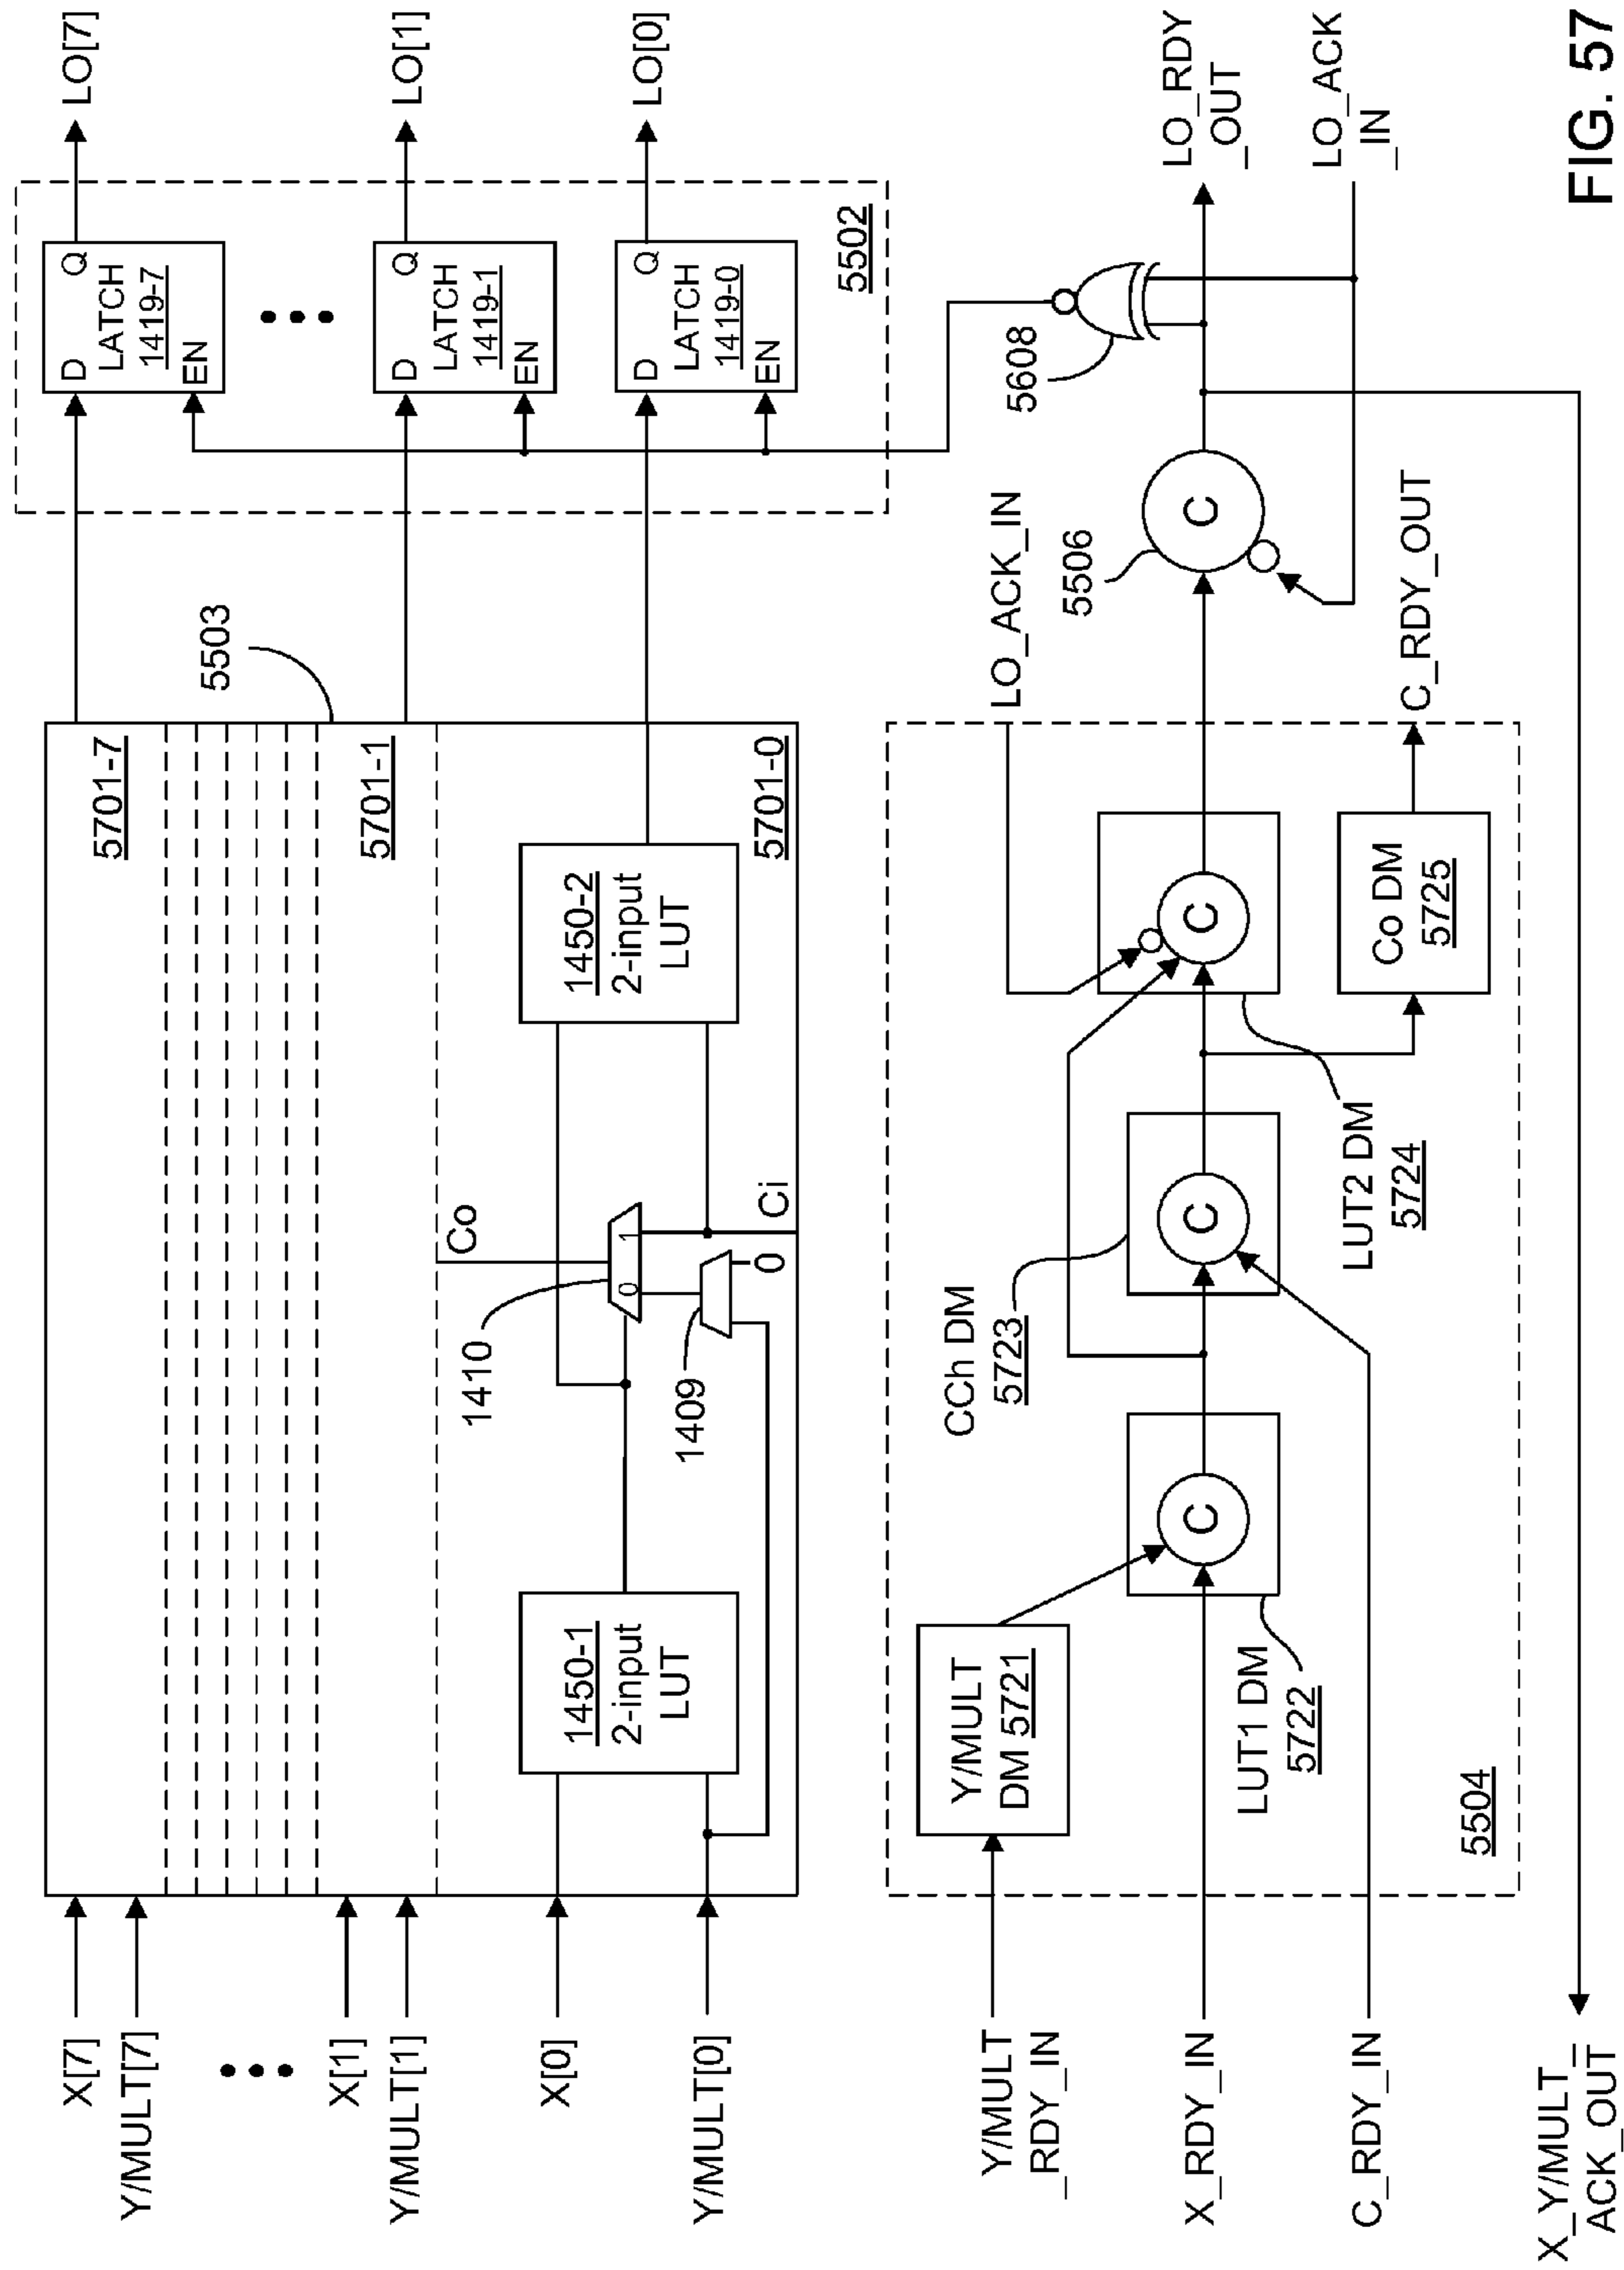 X[7]
Y/MULT[7]
X[1]
Y/MULT[1]
X[0]
Y/MULT[0]
5701-7
5701-1
5701-0
5503
1450-1
2-input
LUT
1450-2
2-input
LUT
1410
1409
0
1
0
Co
Ci
D
Q
LATCH
1419-7
EN
D
Q
LATCH
1419-1
EN
D
Q
LATCH
1419-0
EN
5502
LO[7]
LO[1]
LO[0]
Y/MULT
_RDY_IN
X_RDY_IN
C_RDY_IN
X_Y/MULT_
ACK_OUT
Y/MULT
DM 5721
C
LUT1 DM
5722
CCh DM
5723
C
LUT2 DM
5724
C
Co DM
5725
5504
LO_ACK_IN
C_RDY_OUT
5506
C
5608
LO_RDY
_OUT
LO_ACK
_IN
FIG. 57